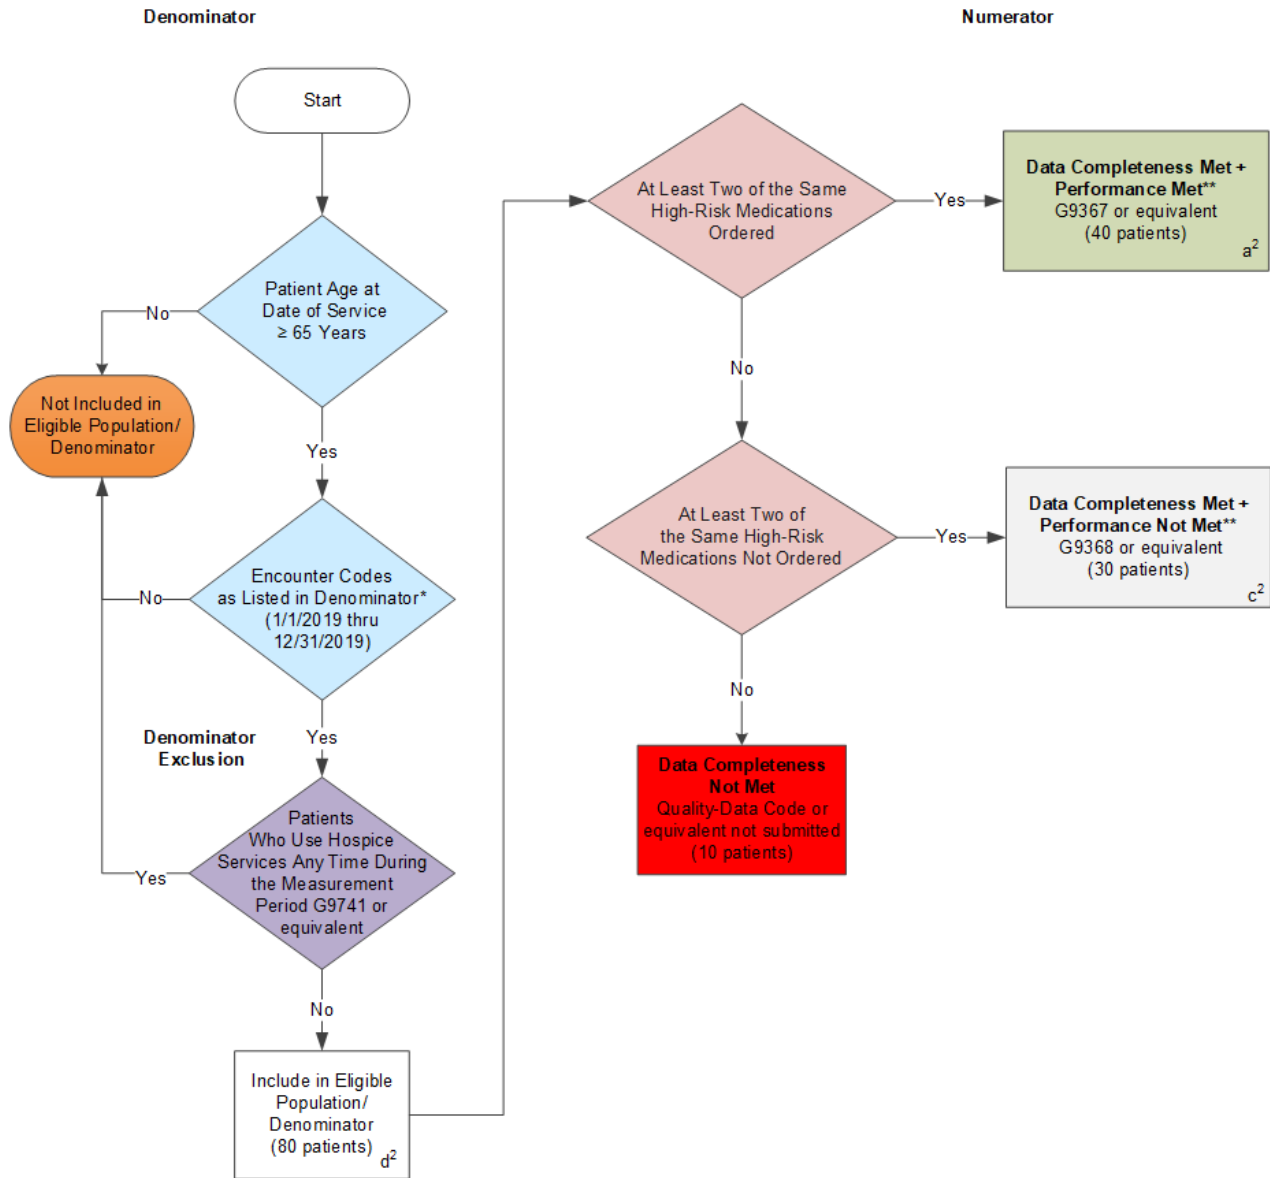 Denominator
Numerator
Start
Patient Age at
Date of Service
≥ 65 Years
No
Not Included in
Eligible Population/
Denominator
Yes
Encounter Codes
as Listed in Denominator*
(1/1/2019 thru
12/31/2019)
No
Denominator
Exclusion
Yes
Patients
Who Use Hospice
Services Any Time During
the Measurement
Period G9741 or
equivalent
Yes
No
Include in Eligible
Population/
Denominator
(80 patients)
d²
At Least Two of the Same
High-Risk Medications
Ordered
Yes
Data Completeness Met +
Performance Met**
G9367 or equivalent
(40 patients)
a²
No
At Least Two of
the Same High-Risk
Medications Not Ordered
Yes
Data Completeness Met +
Performance Not Met**
G9368 or equivalent
(30 patients)
c²
No
Data Completeness
Not Met
Quality-Data Code or
equivalent not submitted
(10 patients)